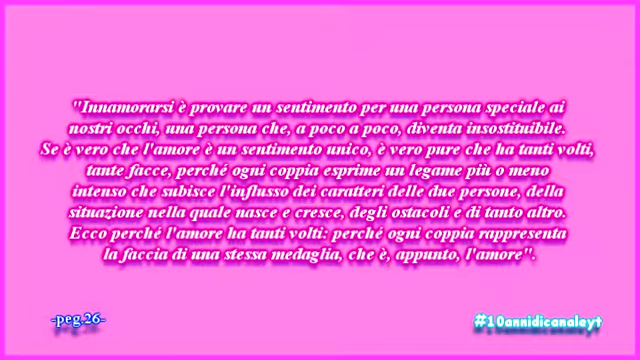 "Innamorarsi è provare un sentimento per una persona speciale ai
nostri occhi, una persona che, a poco a poco, diventa insostituibile.
Se è vero che l'amore è un sentimento unico, è vero pure che ha tanti volti,
tante facce, perché ogni coppia esprime un legame più o meno
intenso che subisce l'influsso dei caratteri delle due persone, della
situazione nella quale nasce e cresce, degli ostacoli e di tanto altro.
Ecco perché l'amore ha tanti volti: perché ogni coppia rappresenta
la faccia di una stessa medaglia, che è, appunto, l'amore".
-peg.26-
#10annidicanaleyt